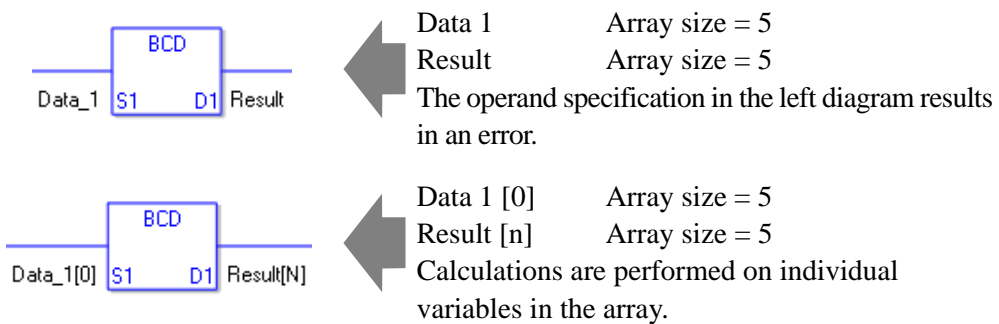 BCD
Data_1 S1 D1 Result
Data 1 Array size = 5
Result Array size = 5
The operand specification in the left diagram results
in an error.
BCD
Data_1[0] S1 D1 Result[N]
Data 1 [0] Array size = 5
Result [n] Array size = 5
Calculations are performed on individual
variables in the array.